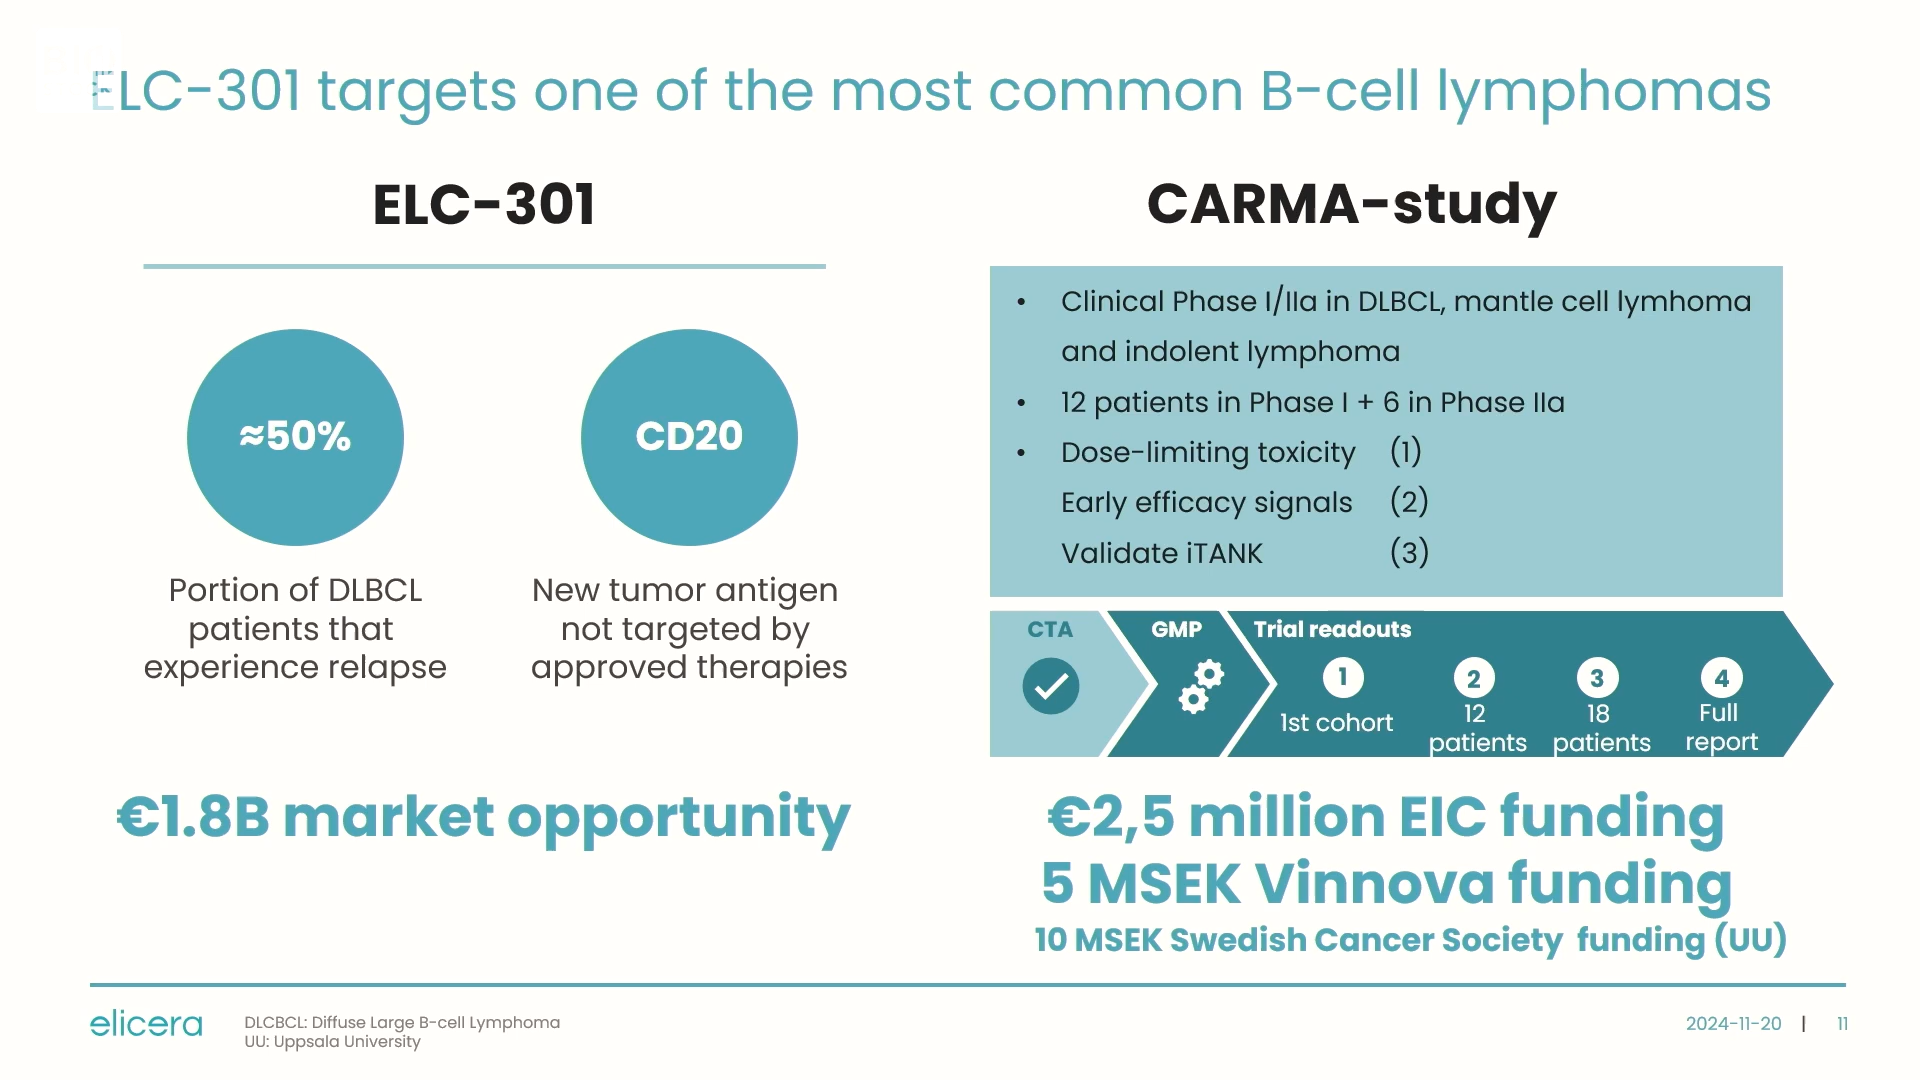 ELC-301 targets one of the most common B-cell lymphomas
ELC-301
≈50%
CD20
Portion of DLBCL
patients that
experience relapse
New tumor antigen
not targeted by
approved therapies
€1.8B market opportunity
CARMA-study
• Clinical Phase I/IIa in DLBCL, mantle cell lymhoma
and indolent lymphoma
• 12 patients in Phase I + 6 in Phase IIa
• Dose-limiting toxicity (1)
Early efficacy signals (2)
Validate iTANK (3)
CTA
GMP
Trial readouts
1
1st cohort
2
12
patients
3
18
patients
4
Full
report
€2,5 million EIC funding
5 MSEK Vinnova funding
10 MSEK Swedish Cancer Society funding (UU)
elicera
DLCBCL: Diffuse Large B-cell Lymphoma
UU: Uppsala University
2024-11-20 | 11